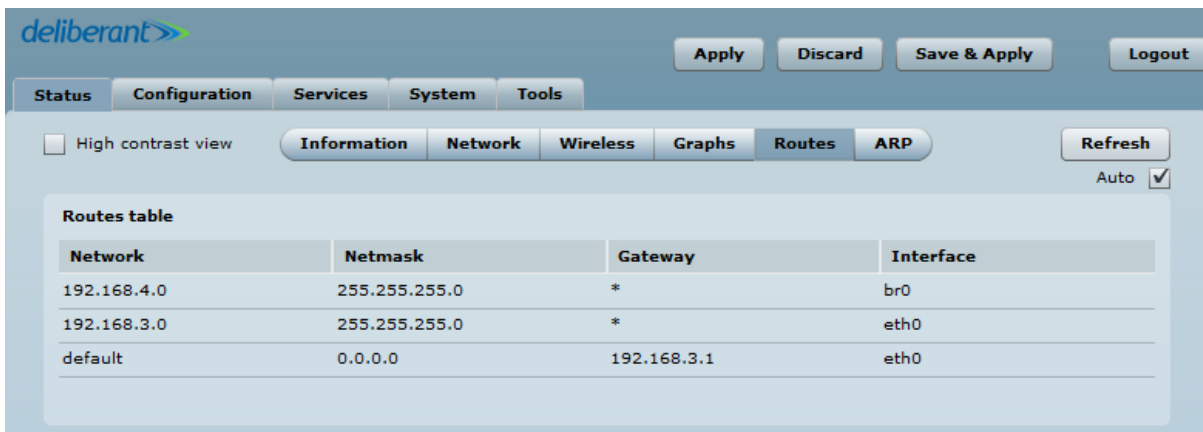 deliberant
Apply Discard Save & Apply Logout
Status Configuration Services System Tools
High contrast view Information Network Wireless Graphs Routes ARP Refresh
Auto
Routes table
Network Netmask Gateway Interface
192.168.4.0 255.255.255.0 * br0
192.168.3.0 255.255.255.0 * eth0
default 0.0.0.0 192.168.3.1 eth0